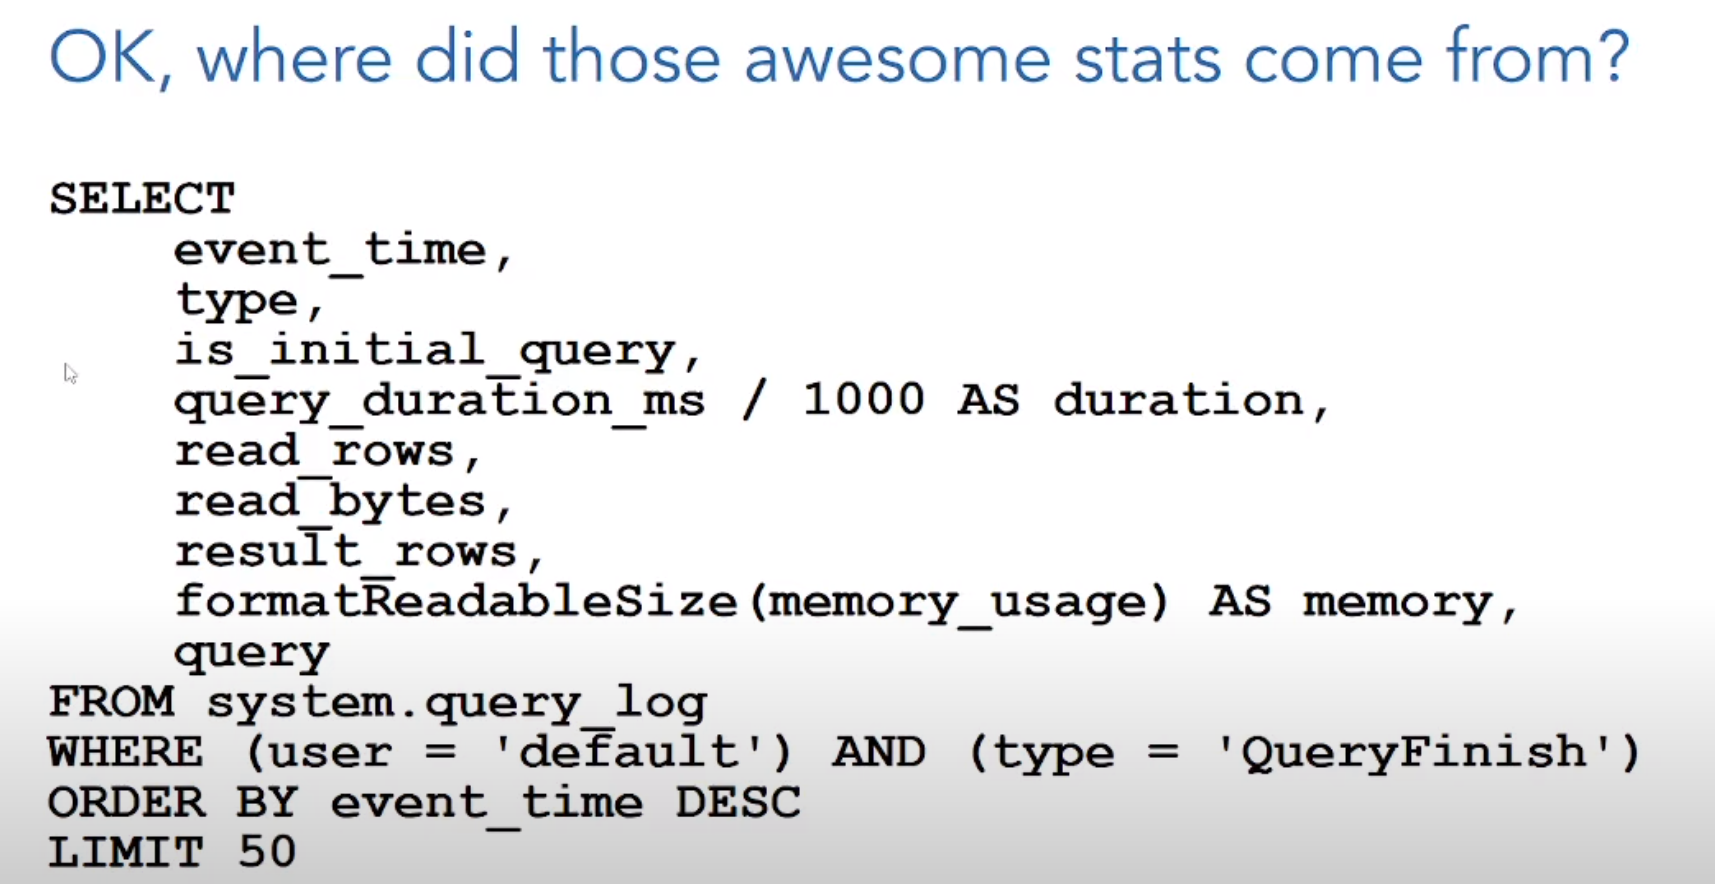 OK, where did those awesome stats come from?
SELECT
event_time,
type,
is_initial_query,
query_duration_ms / 1000 AS duration,
read_rows,
read_bytes,
result_rows,
formatReadableSize(memory_usage) AS memory,
query
FROM system.query_log
WHERE (user = 'default') AND (type = 'QueryFinish')
ORDER BY event_time DESC
LIMIT 50